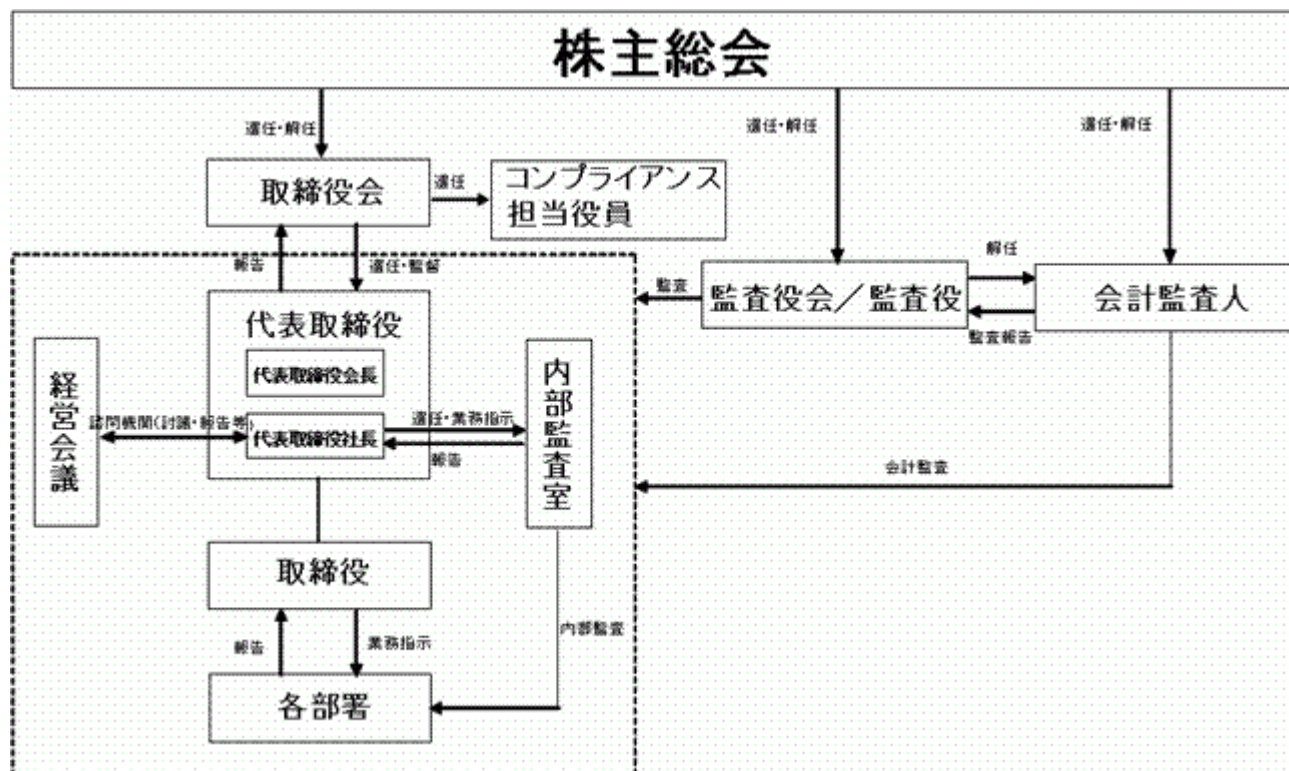 株主総会
選任・解任
選任・解任
選任・解任
取締役会
選任
コンプライアンス
担当役員
報告
選任・監督
監査
監査役会／監査役
解任
会計監査人
監査報告
代表取締役
代表取締役会長
代表取締役社長
経営会議
諮問機関(討議・報告等)
選任・業務指示
報告
内部監査室
会計監査
取締役
報告
業務指示
内部監査
各部署